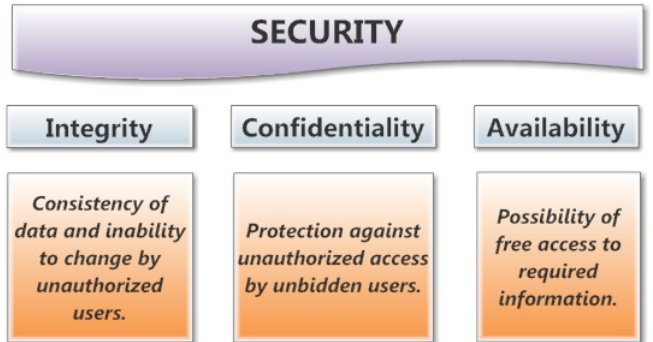 SECURITY
Integrity
Confidentiality
Availability
Consistency of
data and inability
to change by
unauthorized
users.
Protection against
unauthorized access
by unbidden users.
Possibility of
free access to
required
information.